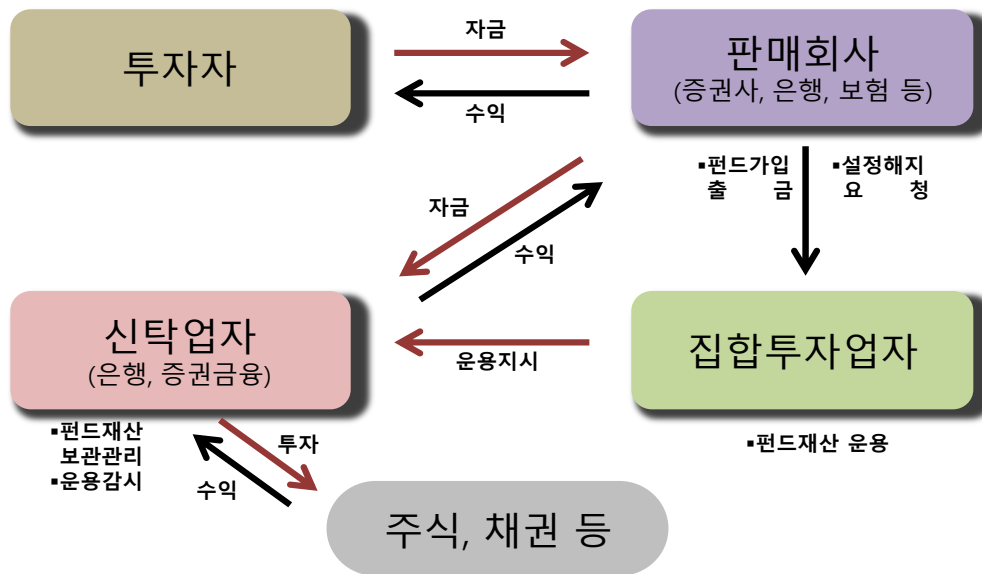 투자자
자금
수익
판매회사
(증권사, 은행, 보험 등)
▪펀드가입
출 금
▪설정해지
요 청
자금
수익
신탁업자
(은행, 증권금융)
운용지시
집합투자업자
▪펀드재산
보관관리
▪운용감시
투자
수익
▪펀드재산 운용
주식, 채권 등